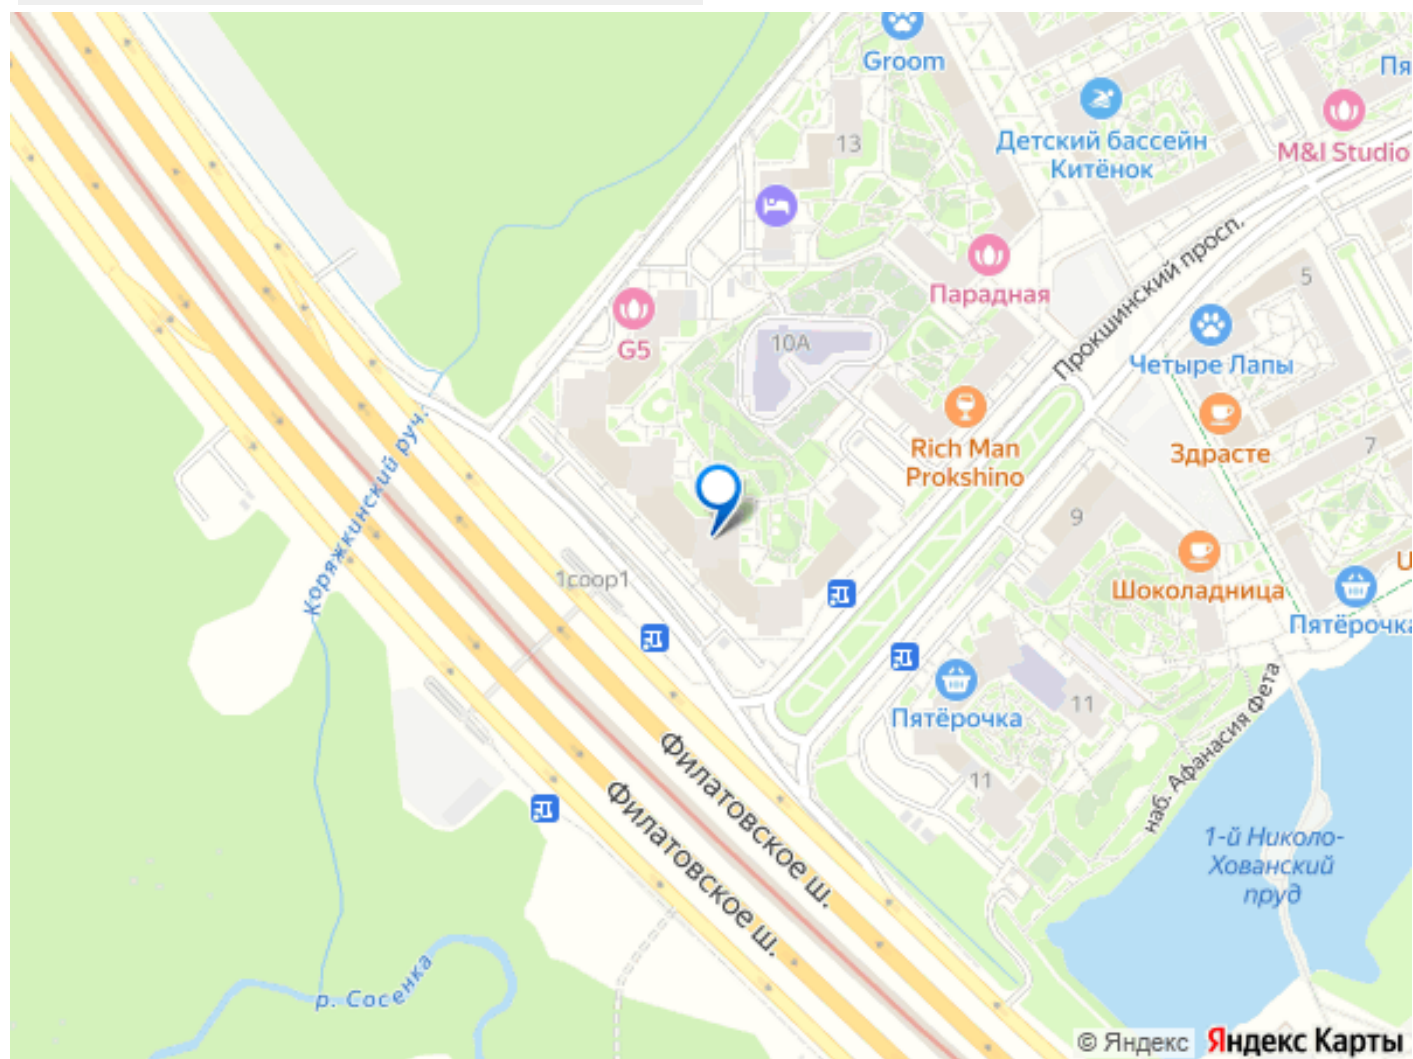 Groom
Пя
13
Детский бассейн
Китёнок
M&I Studio
Прокшинский просп.
Парадная
5
G5
10А
Четыре Лапы
Rich Man
Prokshino
Здрасте
7
Коряжкинский руч.
9
1соор1
Шоколадница
U
Пятёрочка
Пятёрочка
11
наб. Афанасия Фета
11
Филатовское ш.
Филатовское ш.
1-й Николо-
Хованский
пруд
р. Сосенка
© Яндекс
Яндекс Карты